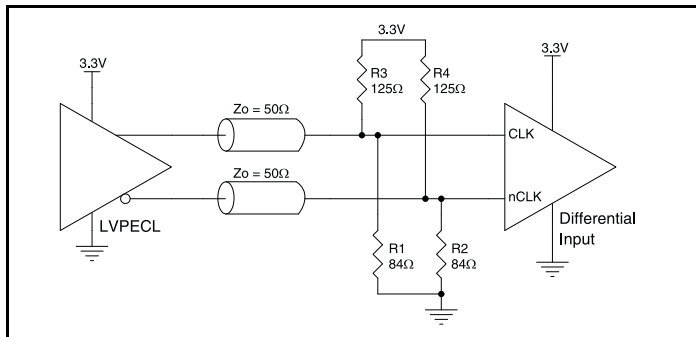 3.3V
3.3V
3.3V
R3
125Ω
R4
125Ω
Zo = 50Ω
CLK
Zo = 50Ω
nCLK
LVPECL
Differential
Input
R1
84Ω
R2
84Ω